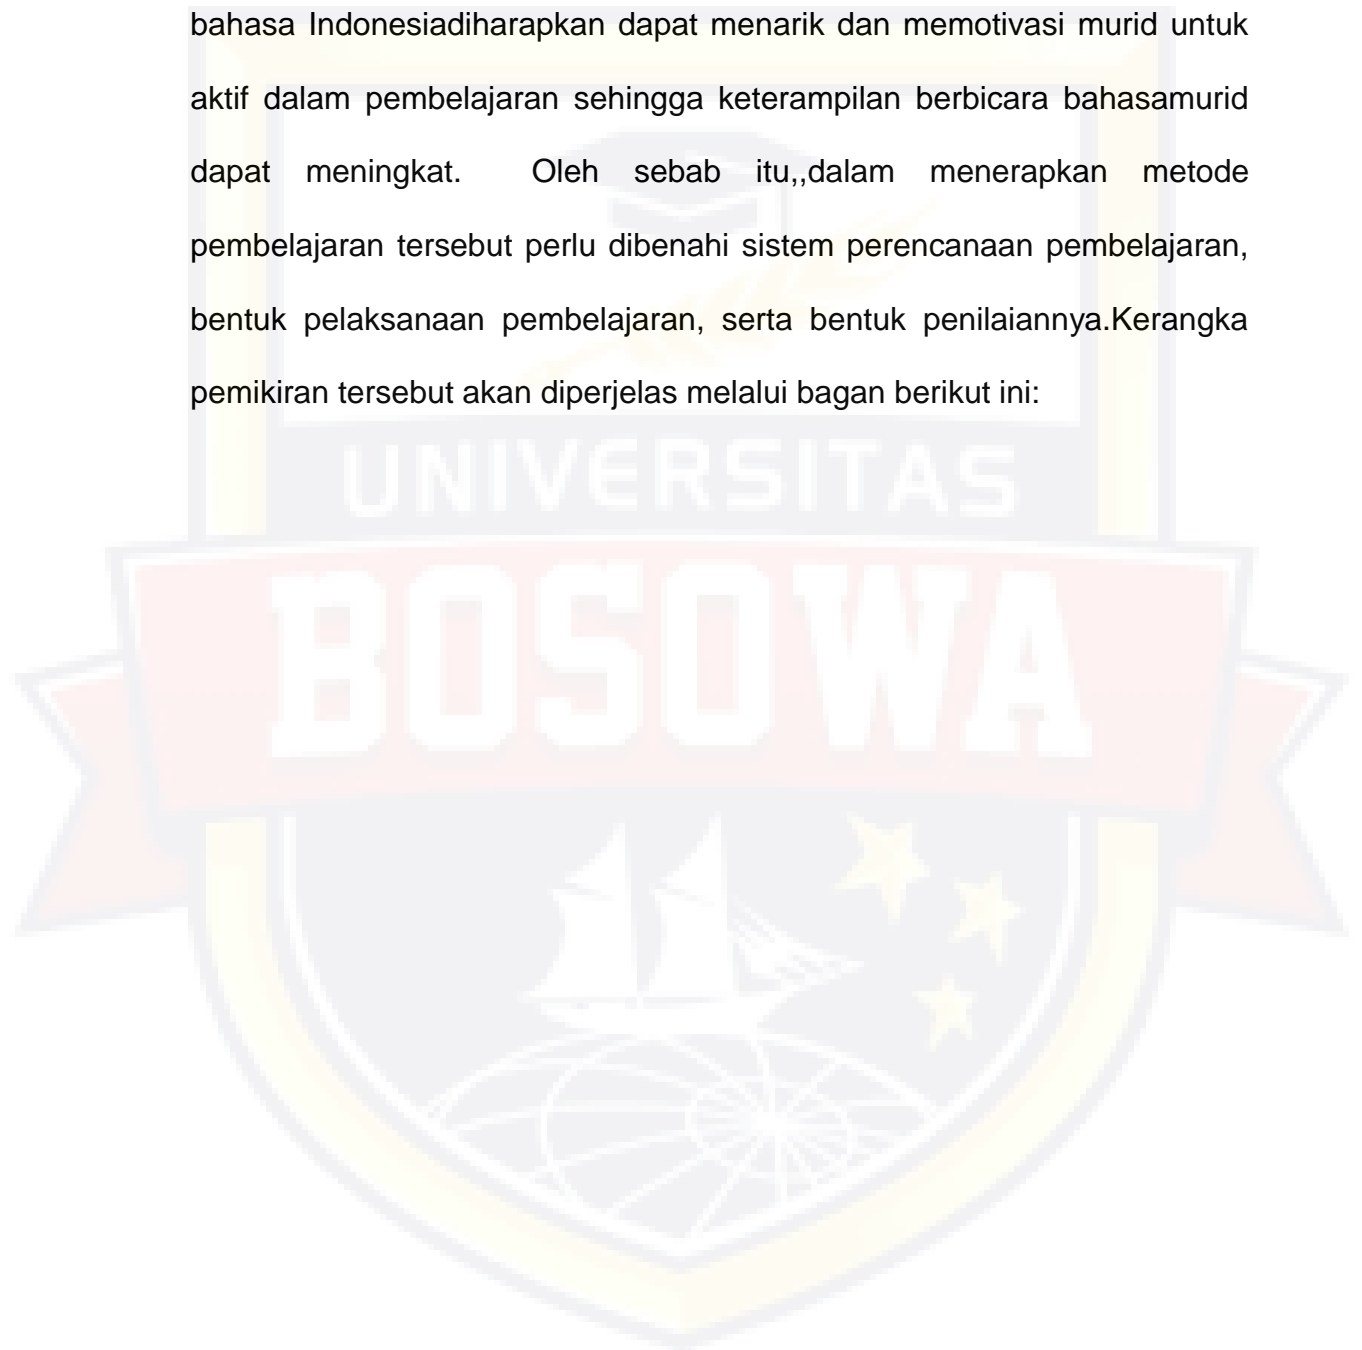 bahasa Indonesiadiharapkan dapat menarik dan memotivasi murid untuk
aktif dalam pembelajaran sehingga keterampilan berbicara bahasamurid
dapat meningkat. Oleh sebab itu,,dalam menerapkan metode
pembelajaran tersebut perlu dibenahi sistem perencanaan pembelajaran,
bentuk pelaksanaan pembelajaran, serta bentuk penilaiannya.Kerangka
pemikiran tersebut akan diperjelas melalui bagan berikut ini:
UNIVERSITAS
BOSOWA